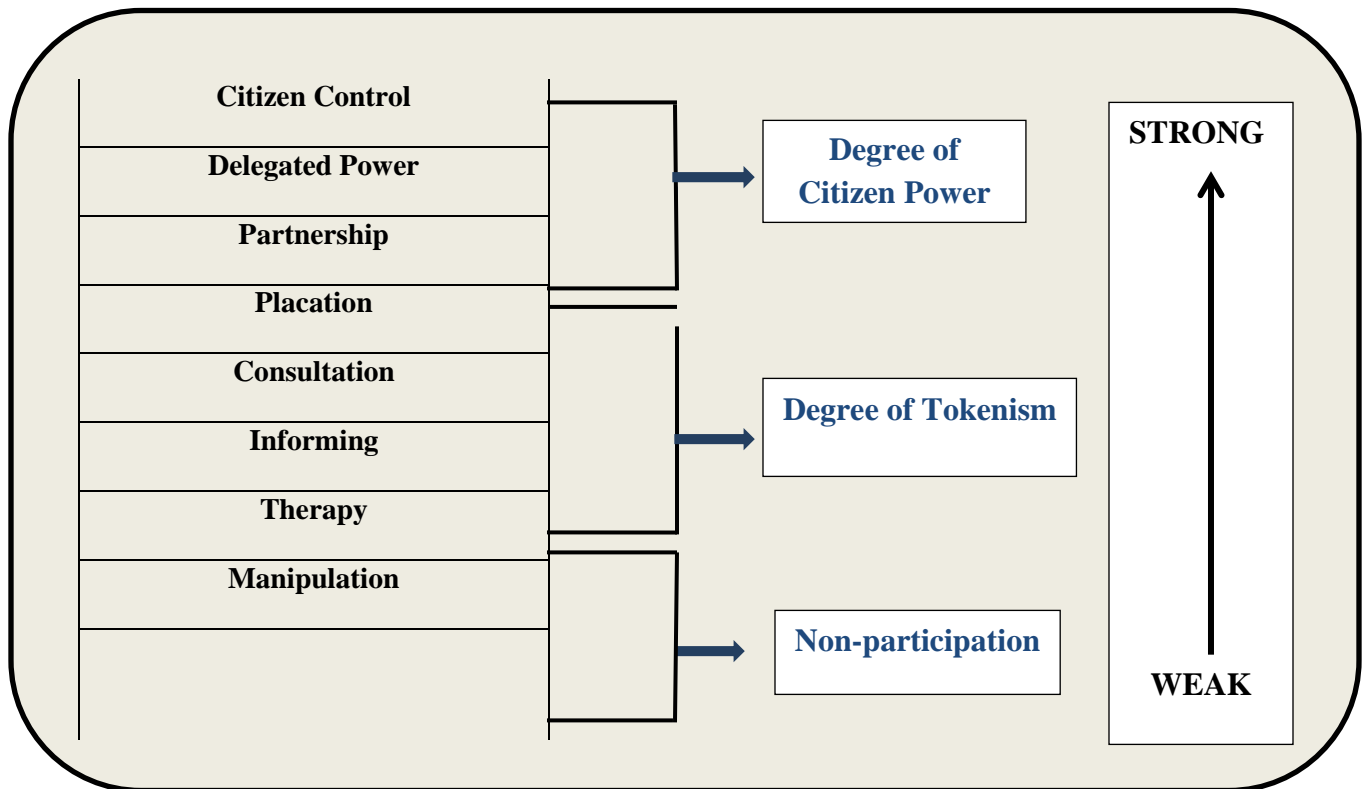 Citizen Control
Delegated Power
Partnership
Placation
Consultation
Informing
Therapy
Manipulation
Degree of
Citizen Power
Degree of Tokenism
Non-participation
STRONG
WEAK